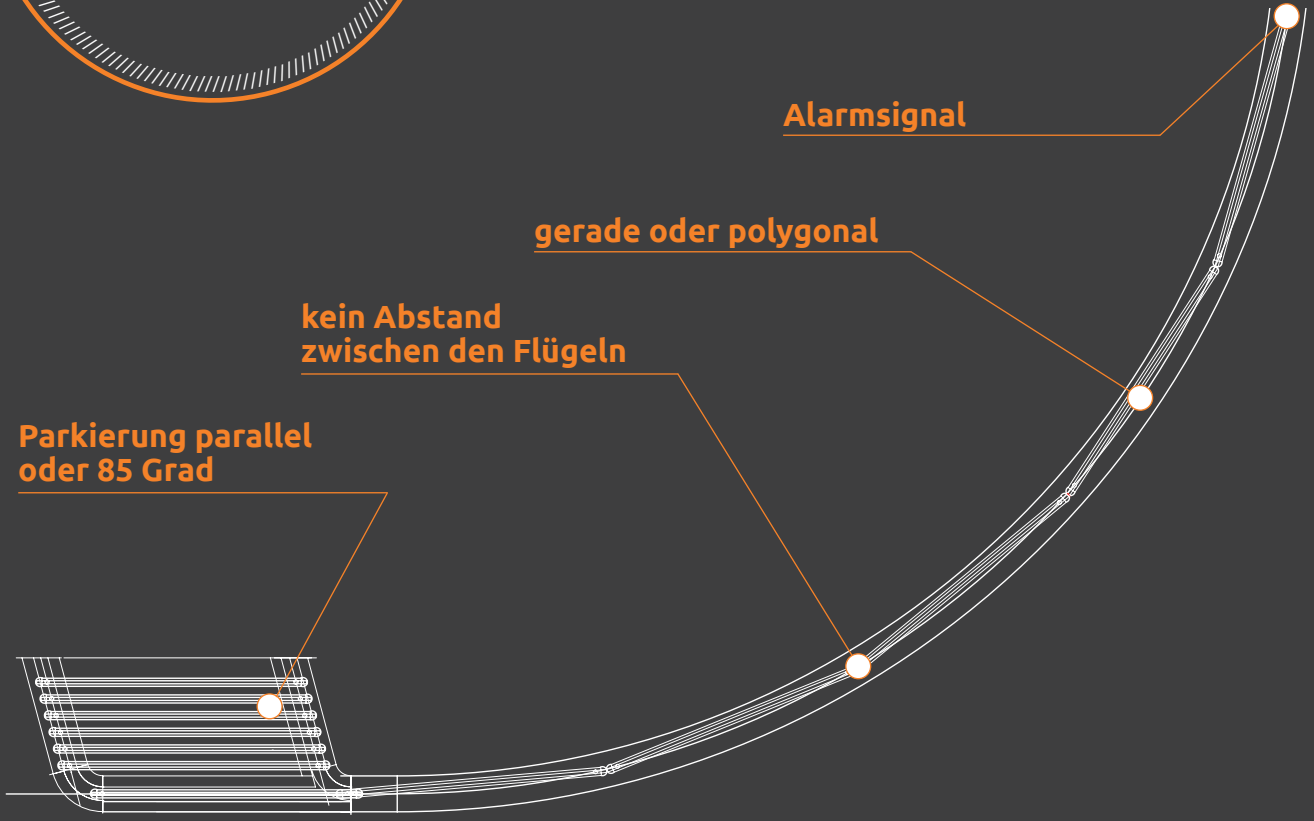 Alarmsignal
gerade oder polygonal
kein Abstand
zwischen den Flügeln
Parkierung parallel
oder 85 Grad